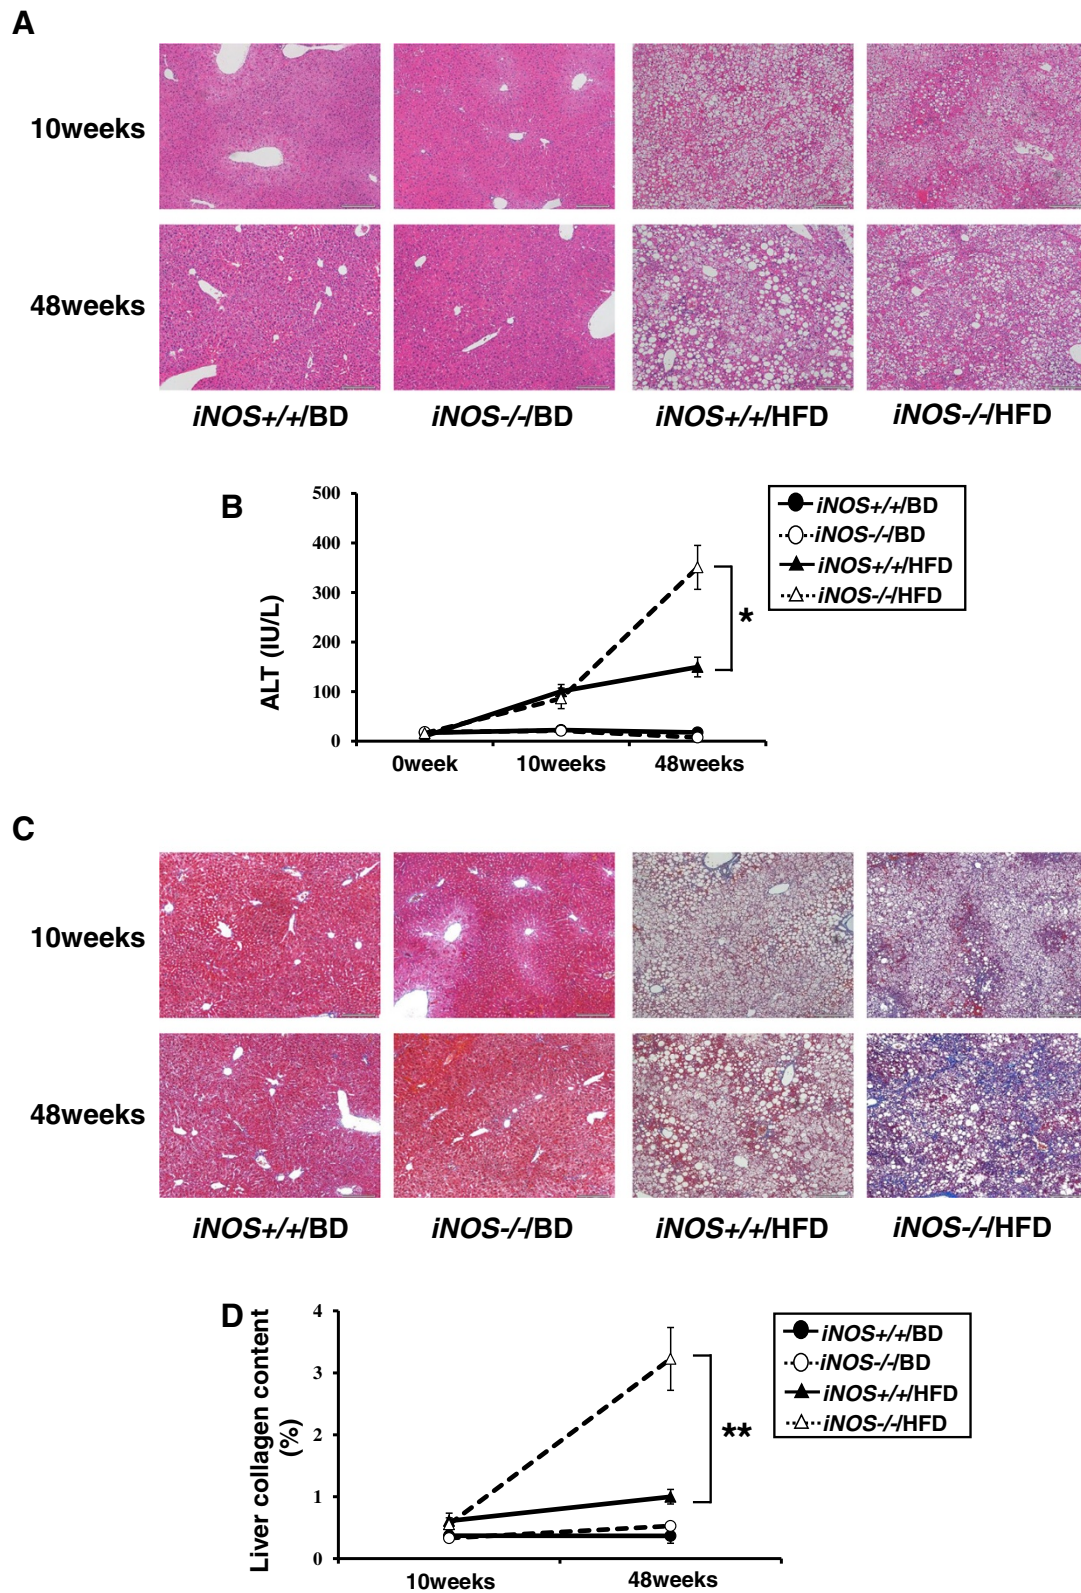 A
10weeks
48weeks
iNOS+/+/BD iNOS-/-/BD iNOS+/+/HFD iNOS-/-/HFD
B
500
400
300
200
100
0
ALT (IU/L)
0week 10weeks 48weeks
*
iNOS+/+/BD
iNOS-/-/BD
iNOS+/+/HFD
iNOS-/-/HFD
C
10weeks
48weeks
iNOS+/+/BD iNOS-/-/BD iNOS+/+/HFD iNOS-/-/HFD
D
4
3
2
1
0
Liver collagen content
(%)
10weeks 48weeks
**
iNOS+/+/BD
iNOS-/-/BD
iNOS+/+/HFD
iNOS-/-/HFD